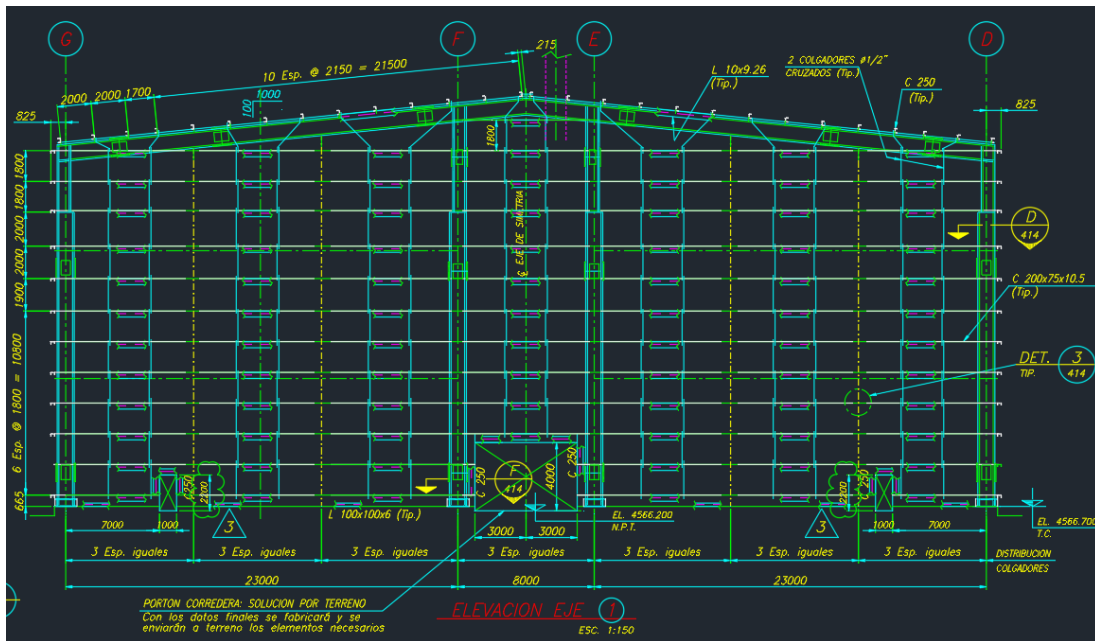 G
F
E
D
215
10 Esp. @ 2150 = 21500
2000
2000
1700
1000
100
825
L 10x9.26
(Tip.)
2 COLGADORES ø1/2"
CRUZADOS (Tip.)
C 250
(Tip.)
825
1800
1800
1800
2000
2000
1900
6 Esp. @ 1800 = 10800
665
℄ EJE DE SIMETRIA
D
414
C 200x75x10.5
(Tip.)
DET.
TIP.
3
414
C 250
2200
C 250
F
414
4000
C 250
2200
C 250
7000
1000
3
L 100x100x6 (Tip.)
3000
3000
EL. 4566.200
N.P.T.
3
1000
7000
EL. 4566.700
T.C.
3 Esp. iguales
3 Esp. iguales
3 Esp. iguales
3 Esp. iguales
3 Esp. iguales
3 Esp. iguales
DISTRIBUCION
COLGADORES
23000
8000
23000
PORTON CORREDERA: SOLUCION POR TERRENO
Con los datos finales se fabricará y se
enviarán a terreno los elementos necesarios
ELEVACION EJE 1
ESC. 1:150